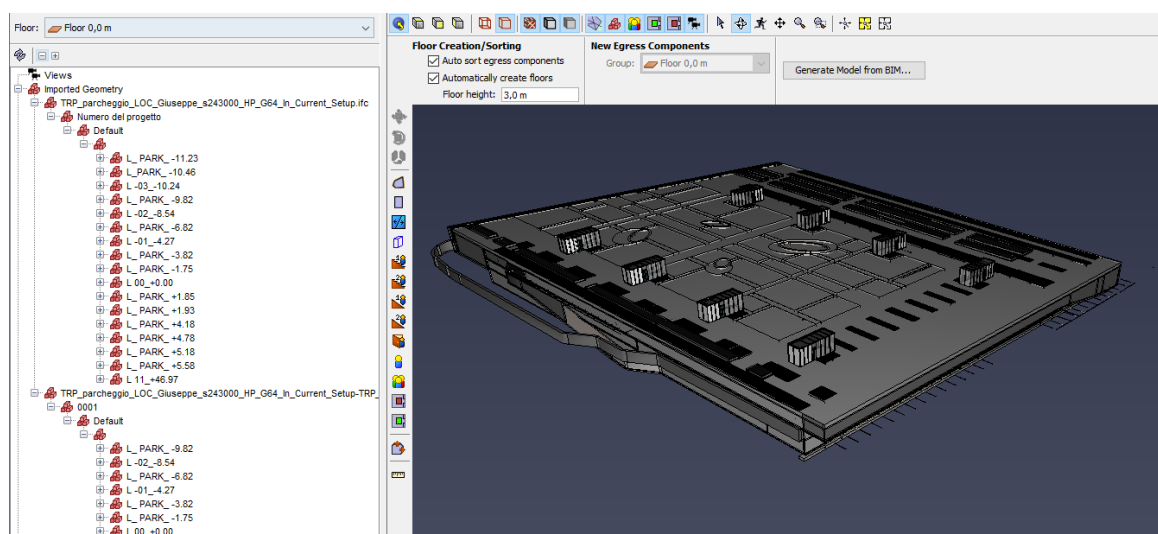 Floor: Floor 0,0 m
Views
Imported Geometry
TRP_parcheggio_LOC_Giuseppe_s243000_HP_G64_In_Current_Setup.ifc
Numero del progetto
Default
L_ PARK_ -11.23
L_PARK_ -10.46
L -03_-10.24
L_ PARK_ -9.82
L -02_-8.54
L_ PARK_ -6.82
L -01_-4.27
L_ PARK_ -3.82
L_ PARK_ -1.75
L 00_+0.00
L_ PARK_ +1.85
L_ PARK_ +1.93
L_ PARK_ +4.18
L_ PARK_ +4.78
L_ PARK_ +5.18
L_ PARK_ +5.58
L 11_+46.97
TRP_parcheggio_LOC_Giuseppe_s243000_HP_G64_In_Current_Setup-TRP_
0001
Default
L_ PARK_ -9.82
L -02_-8.54
L_ PARK_ -6.82
L -01_-4.27
L_ PARK_ -3.82
L_ PARK_ -1.75
L 00_+0.00
Floor Creation/Sorting
Auto sort egress components
Automatically create floors
Floor height: 3,0 m
New Egress Components
Group: Floor 0,0 m
Generate Model from BIM...